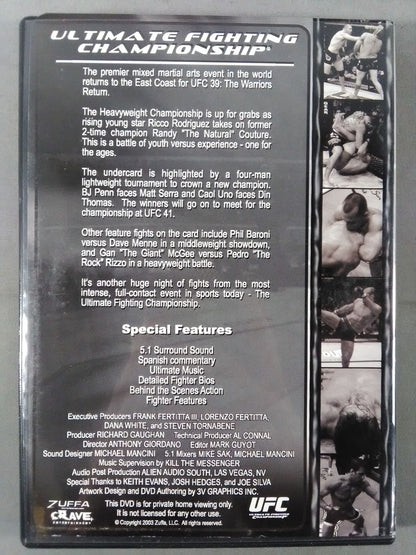 ULTIMATE FIGHTING
CHAMPIONSHIP®
The premier mixed martial arts event in the world
returns to the East Coast for UFC 39: The Warriors
Return.
The Heavyweight Championship is up for grabs as
rising young star Ricco Rodriguez takes on former
2-time champion Randy "The Natural" Couture.
This is a battle of youth versus experience - one for
the ages.
The undercard is highlighted by a four-man
lightweight tournament to crown a new champion.
BJ Penn faces Matt Serra and Caol Uno faces Din
Thomas. The winners will go on to meet for the
championship at UFC 41.
Other feature fights on the card include Phil Baroni
versus Dave Menne in a middleweight showdown,
and Gan "The Giant" McGee versus Pedro "The
Rock" Rizzo in a heavyweight battle.
It's another huge night of fights from the most
intense, full-contact event in sports today - The
Ultimate Fighting Championship.
Special Features
5.1 Surround Sound
Spanish commentary
Ultimate Music
Detailed Fighter Bios
Behind the Scenes Action
Fighter Features
Executive Producers FRANK FERTITTA III, LORENZO FERTITTA,
DANA WHITE, and STEVEN TORNABENE
Producer RICHARD GAUGHAN Technical Producer AL CONNAL
Director ANTHONY GIORDANO Editor MARK GUYOT
Sound Designer MICHAEL MANCINI 5.1 Mixers MIKE SAK, MICHAEL MANCINI
Music Supervision by KILL THE MESSENGER
Audio Post Production ALIEN AUDIO SOUTH, LAS VEGAS, NV
Special Thanks to KEITH EVANS, JOSH HEDGES, and JOE SILVA
Artwork Design and DVD Authoring by 3V GRAPHICS INC.
ZUFFA
CRAVE
ENTERTAINMENT
This DVD is for private home viewing only.
It is not licensed for any other use.
© Copyright 2003 Zuffa, LLC. All rights reserved.
UFC
ULTIMATE FIGHTING
CHAMPIONSHIP